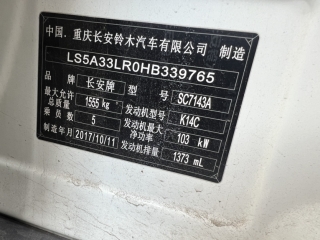 中国．重庆长安铃木汽车有限公司 制造
LS5A33LR0HB339765
品牌 长安牌 型号 SC7143A
最大允许总质量 1555 kg 发动机型号 K14C
乘员数 5 发动机最大净功率 103 kW
制造年月 2017/10/11 发动机排量 1373 mL